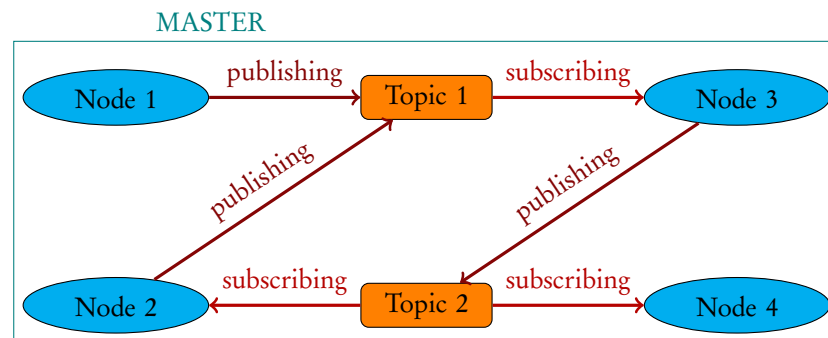 MASTER
publishing
subscribing
Node 1
Topic 1
Node 3
publishing
publishing
subscribing
subscribing
Node 2
Topic 2
Node 4